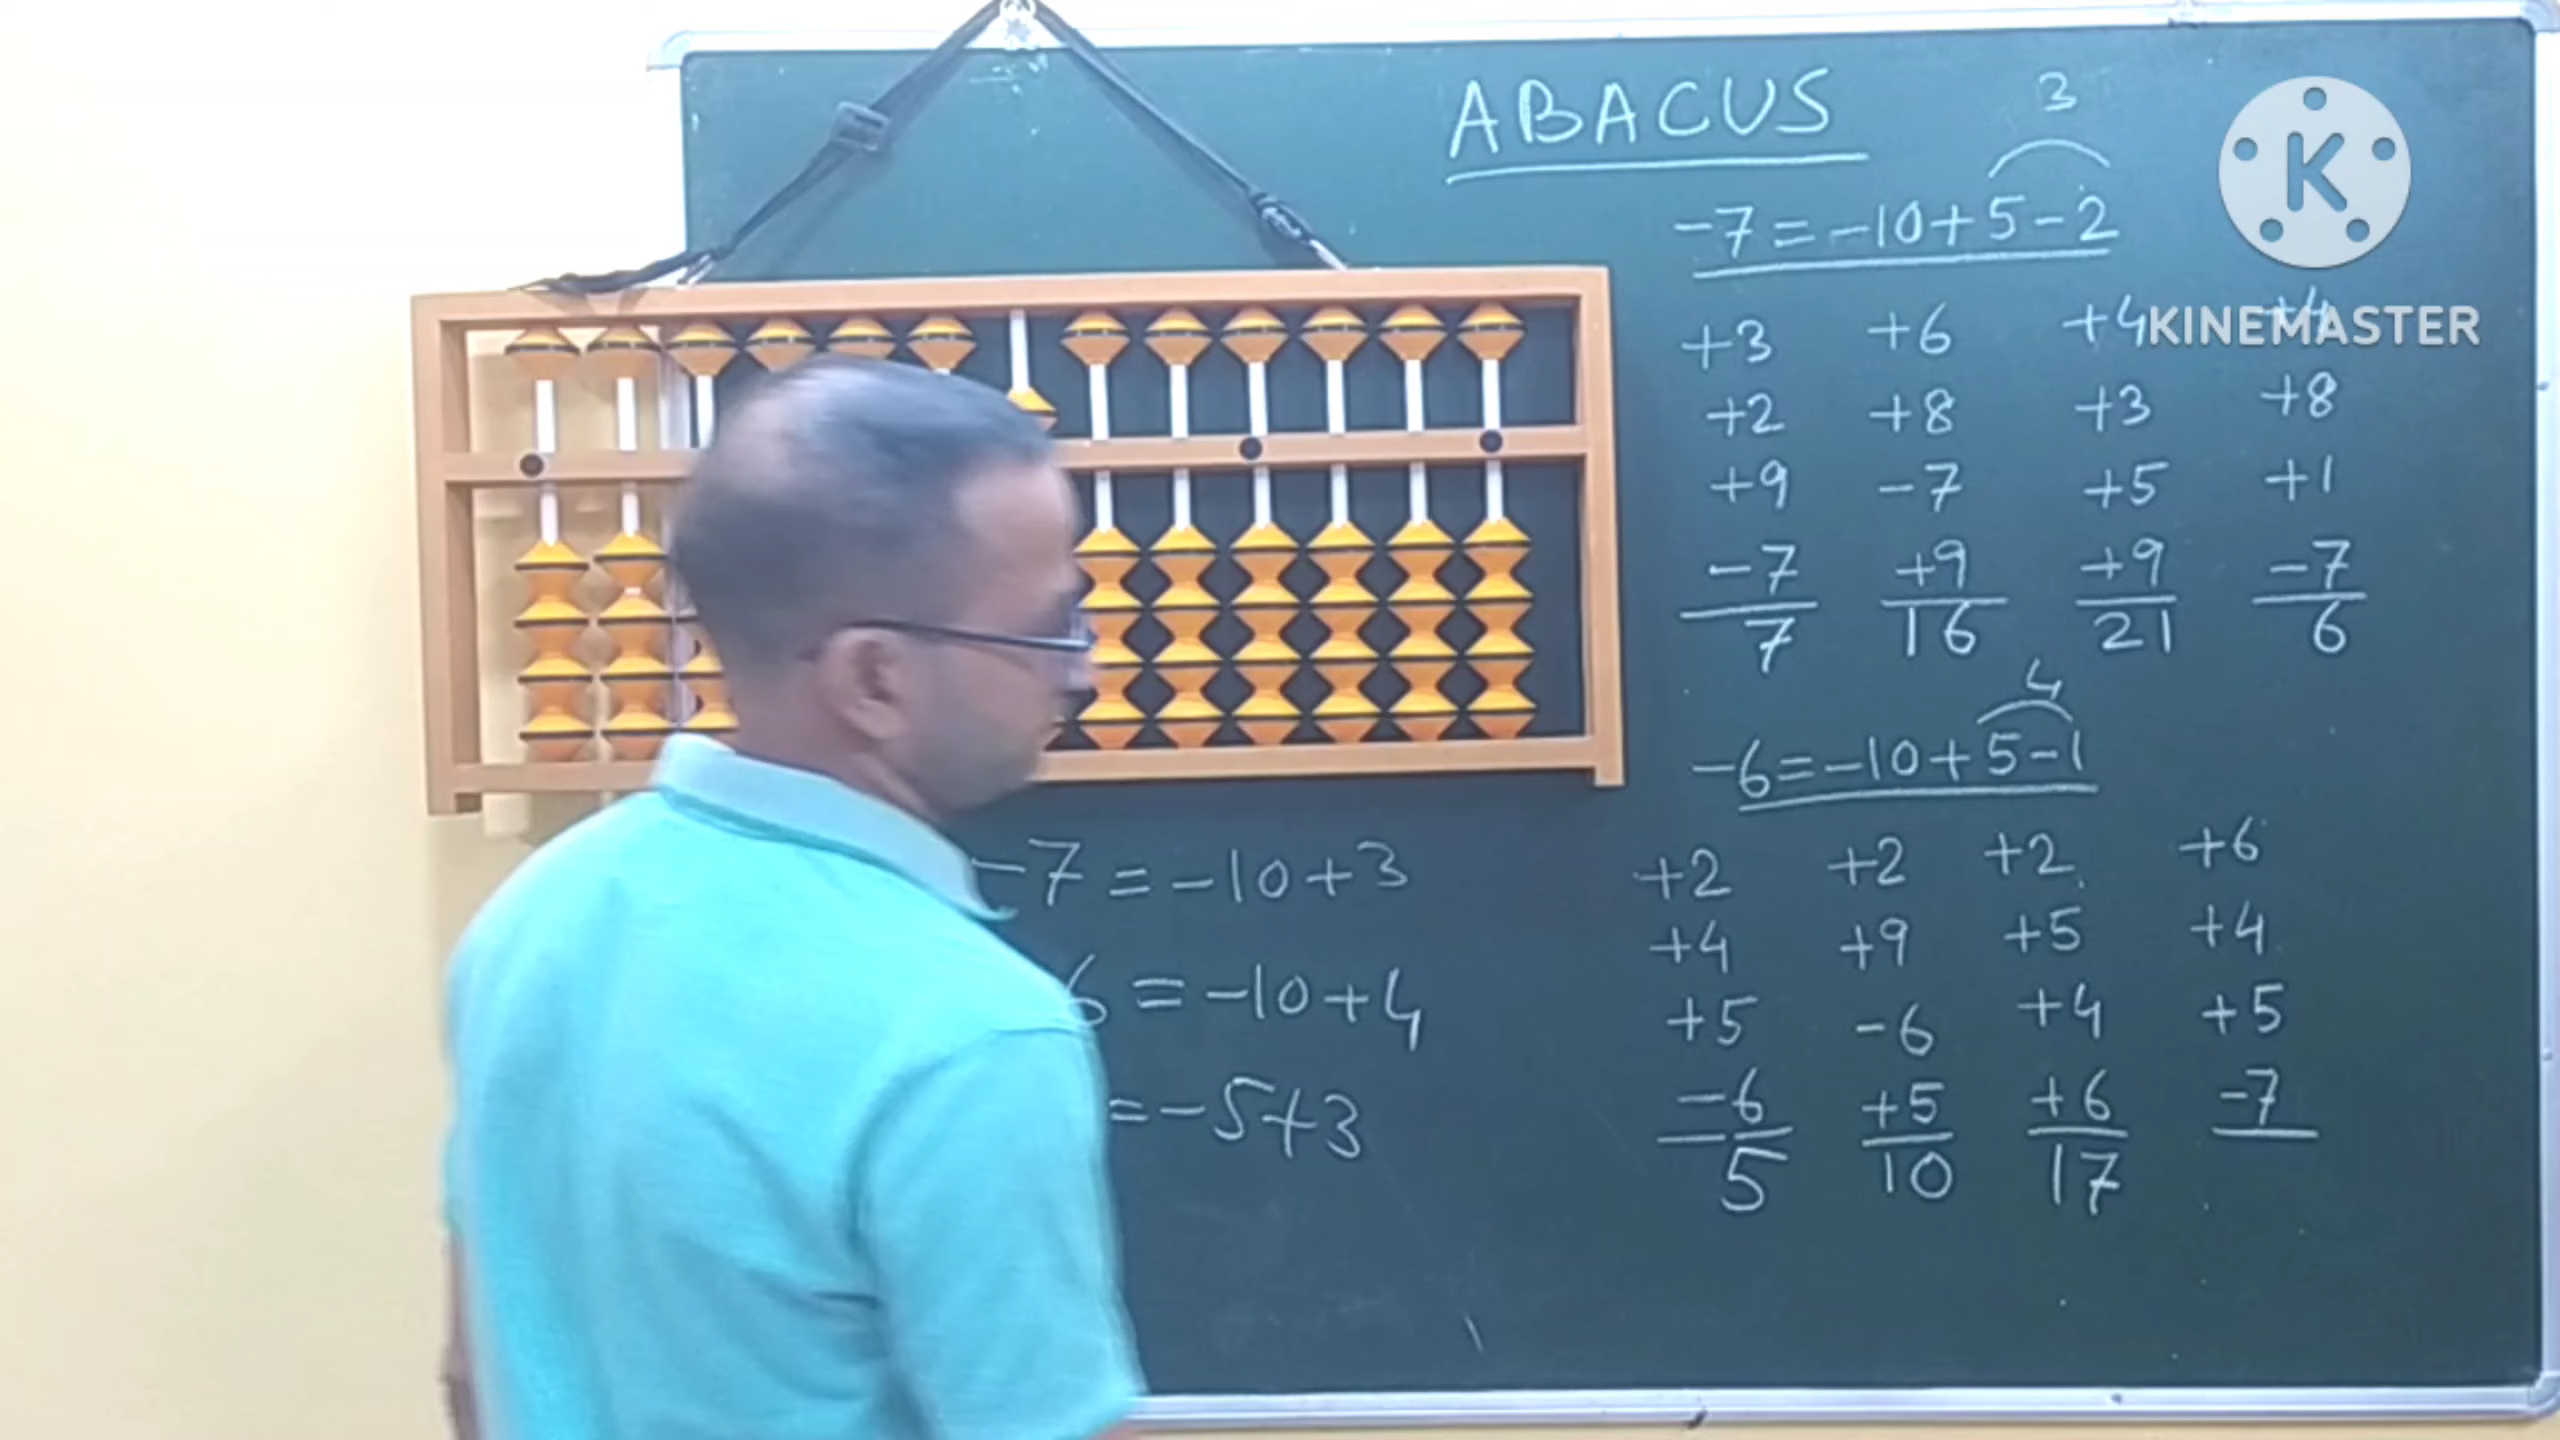 ABACUS
3
-7=-10+5-2
+3 +6 +4 +4
+2 +8 +3 +8
+9 -7 +5 +1
-7 +9 +9 -7
7 16 21 6
4
-6=-10+5-1
+2 +2 +2 +6
+4 +9 +5 +4
+5 -6 +4 +5
-6 +5 +6 -7
5 10 17
-7=-10+3
6=-10+4
=-5+3
K
KINEMASTER